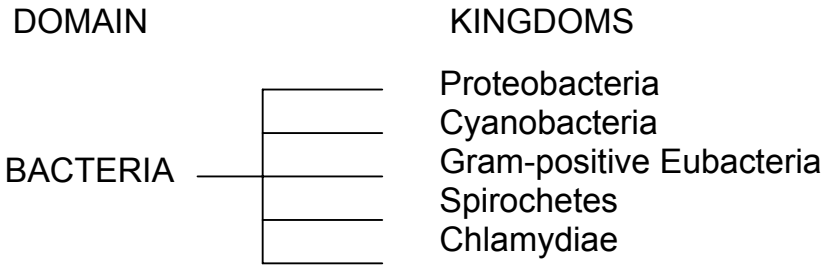 DOMAIN KINGDOMS
Proteobacteria
Cyanobacteria
BACTERIA Gram-positive Eubacteria
Spirochetes
Chlamydiae